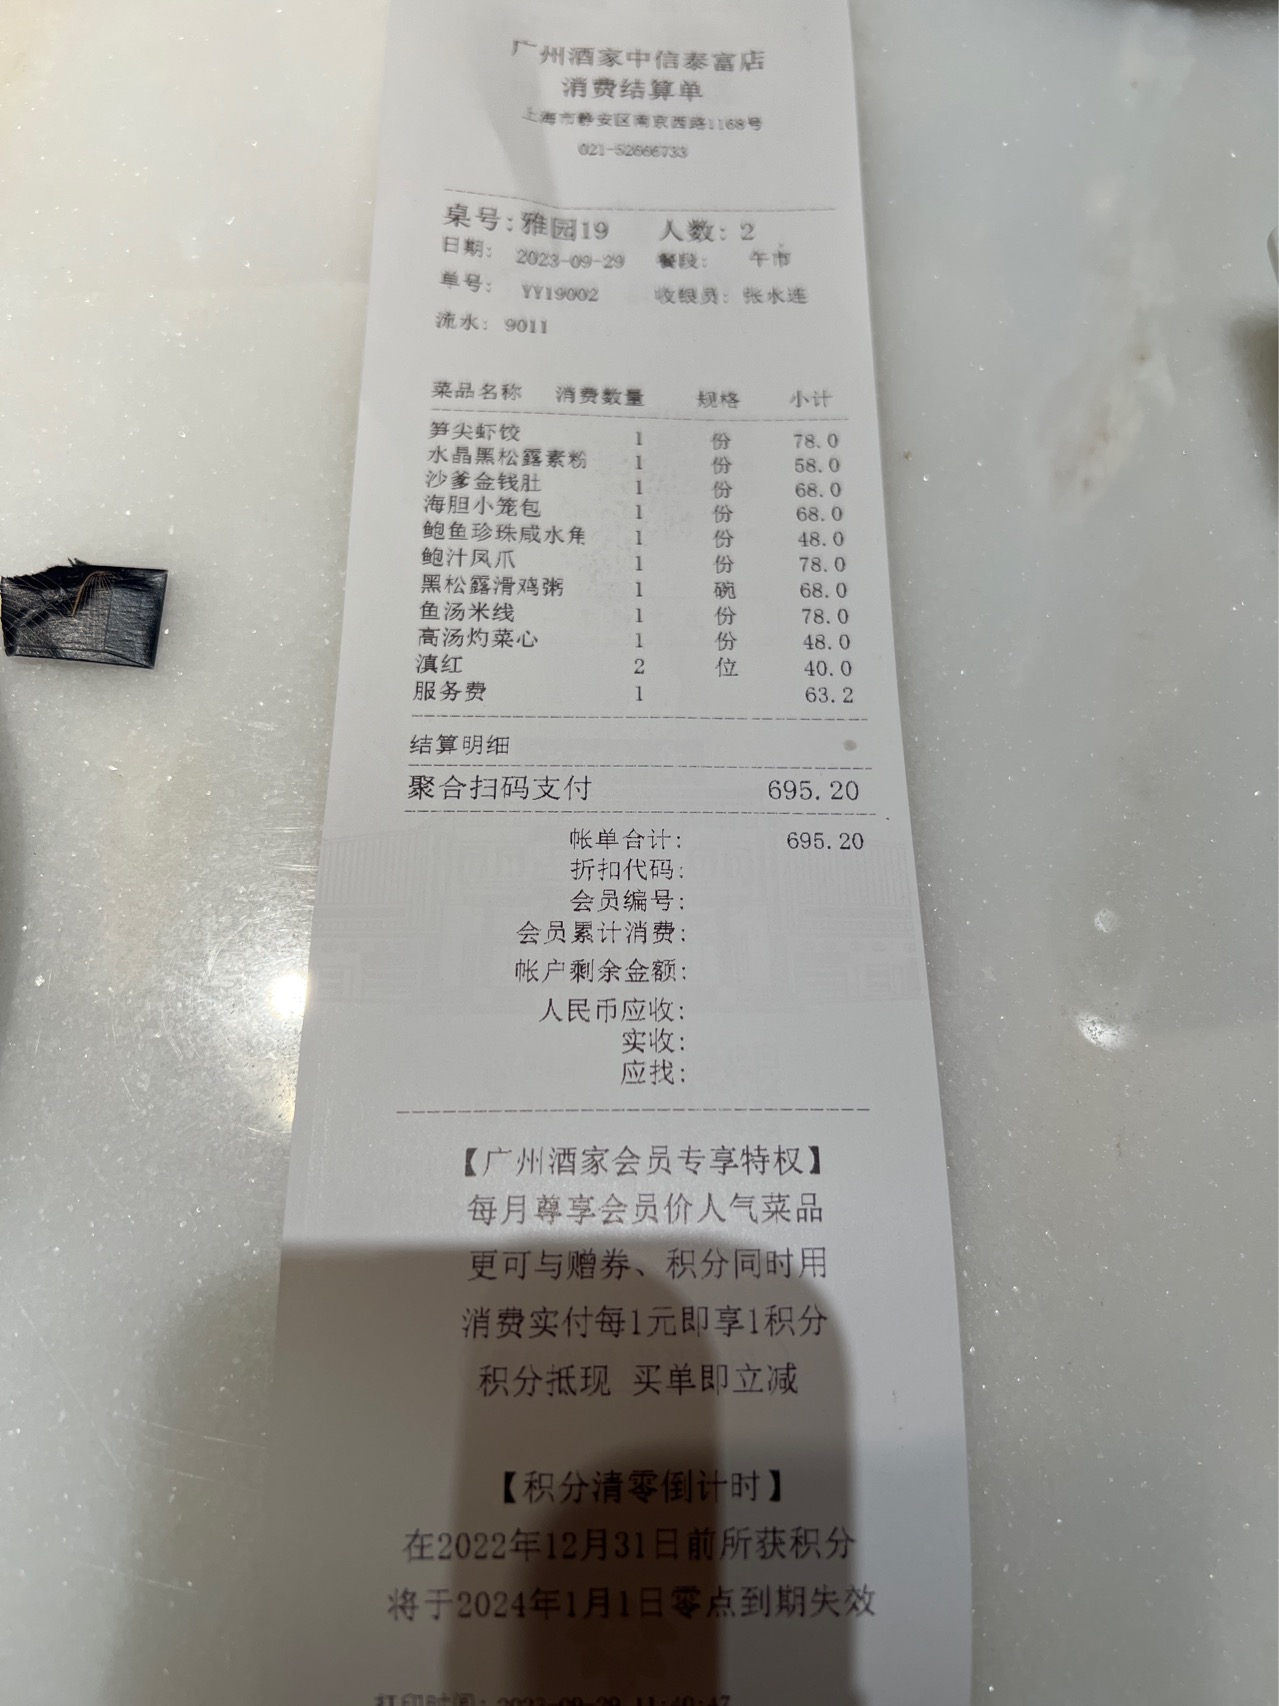 广州酒家中信泰富店
消费结算单
上海市静安区南京西路1168号
021-52666733
桌号:雅园19 人数: 2
日期: 2023-09-29 餐段: 午市
单号: YY19002 收银员: 张水莲
流水: 9011
菜品名称 消费数量 规格 小计
笋尖虾饺 1 份 78.0
水晶黑松露素粉 1 份 58.0
沙爹金钱肚 1 份 68.0
海胆小笼包 1 份 68.0
鲍鱼珍珠咸水角 1 份 48.0
鲍汁凤爪 1 份 78.0
黑松露滑鸡粥 1 碗 68.0
鱼汤米线 1 份 78.0
高汤灼菜心 1 份 48.0
滇红 2 位 40.0
服务费 1 63.2
结算明细
聚合扫码支付 695.20
帐单合计: 695.20
折扣代码:
会员编号:
会员累计消费:
帐户剩余金额:
人民币应收:
实收:
应找:
【广州酒家会员专享特权】
每月尊享会员价人气菜品
更可与赠券、积分同时用
消费实付每1元即享1积分
积分抵现 买单即立减
【积分清零倒计时】
在2022年12月31日前所获积分
将于2024年1月1日零点到期失效
打印时间: 2023-09-29